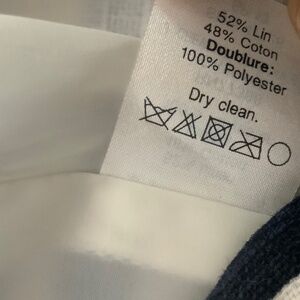 52% Lin
48% Coton
Doublure:
100% Polyester
Dry clean.